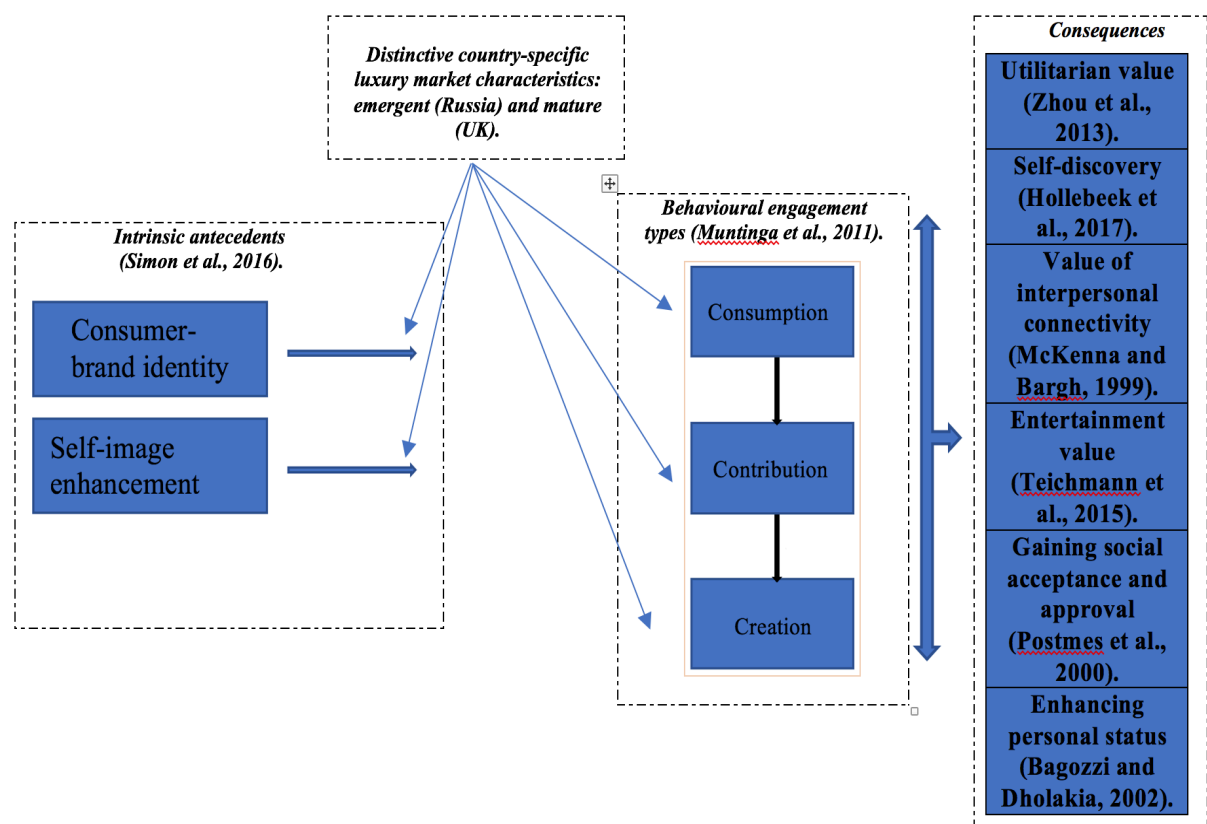 Distinctive country-specific
luxury market characteristics:
emergent (Russia) and mature
(UK).
Intrinsic antecedents
(Simon et al., 2016).
Consumer-
brand identity
Self-image
enhancement
Behavioural engagement
types (Muntinga et al., 2011).
Consumption
Contribution
Creation
Consequences
Utilitarian value
(Zhou et al.,
2013).
Self-discovery
(Hollebeek et
al., 2017).
Value of
interpersonal
connectivity
(McKenna and
Bargh, 1999).
Entertainment
value
(Teichmann et
al., 2015).
Gaining social
acceptance and
approval
(Postmes et al.,
2000).
Enhancing
personal status
(Bagozzi and
Dholakia, 2002).